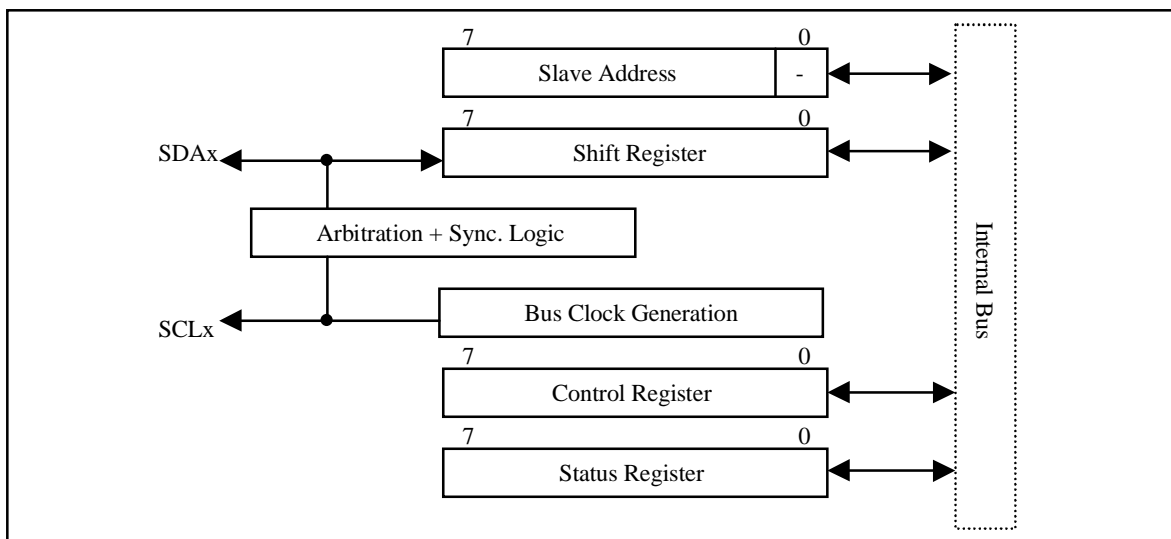 7 0
Slave Address -
7 0
SDAx Shift Register
Arbitration + Sync. Logic
Bus Clock Generation
SCLx
7 0
Control Register
7 0
Status Register
Internal Bus